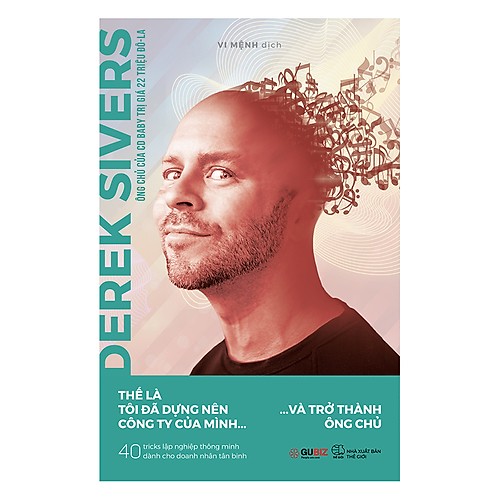 VI MỆNH dịch
DEREK SIVERS
ÔNG CHỦ CỦA CD BABY TRỊ GIÁ 22 TRIỆU ĐÔ-LA
THẾ LÀ
TÔI ĐÃ DỰNG NÊN
CÔNG TY CỦA MÌNH...
...VÀ TRỞ THÀNH
ÔNG CHỦ
40 tricks lập nghiệp thông minh
dành cho doanh nhân tân binh
GUBIZ
NHÀ XUẤT BẢN
THẾ GIỚI